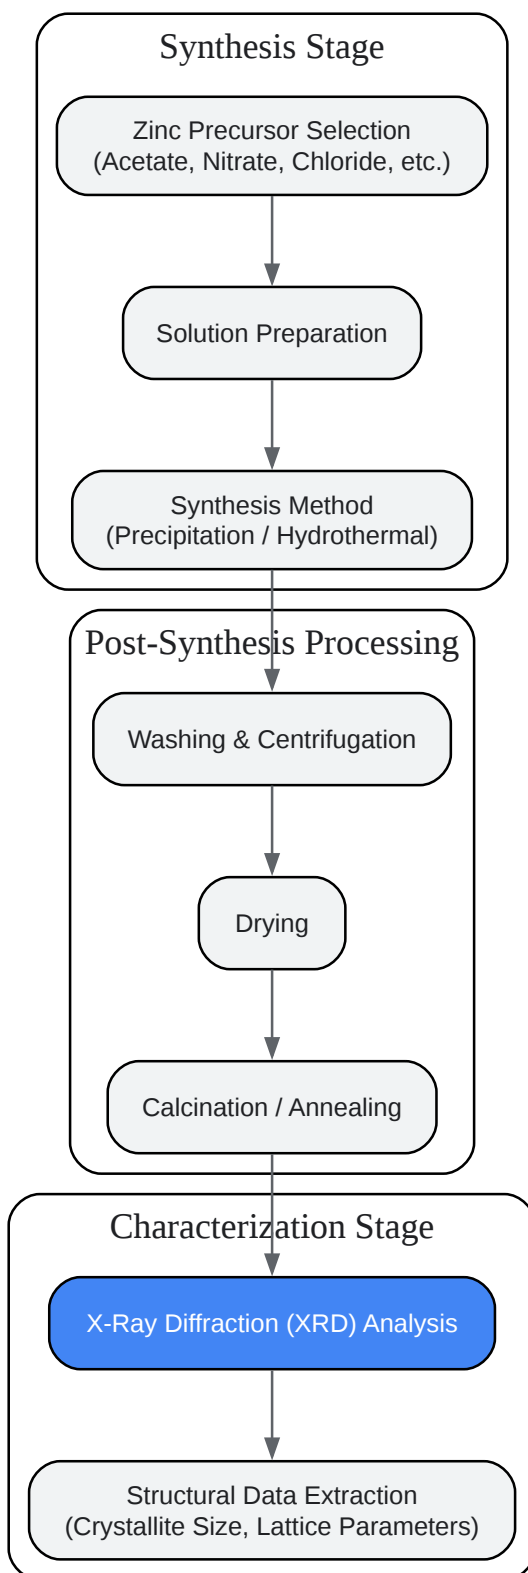 Synthesis Stage
Zinc Precursor Selection
(Acetate, Nitrate, Chloride, etc.)
Solution Preparation
Synthesis Method
(Precipitation / Hydrothermal)
Post-Synthesis Processing
Washing & Centrifugation
Drying
Calcination / Annealing
Characterization Stage
X-Ray Diffraction (XRD) Analysis
Structural Data Extraction
(Crystallite Size, Lattice Parameters)